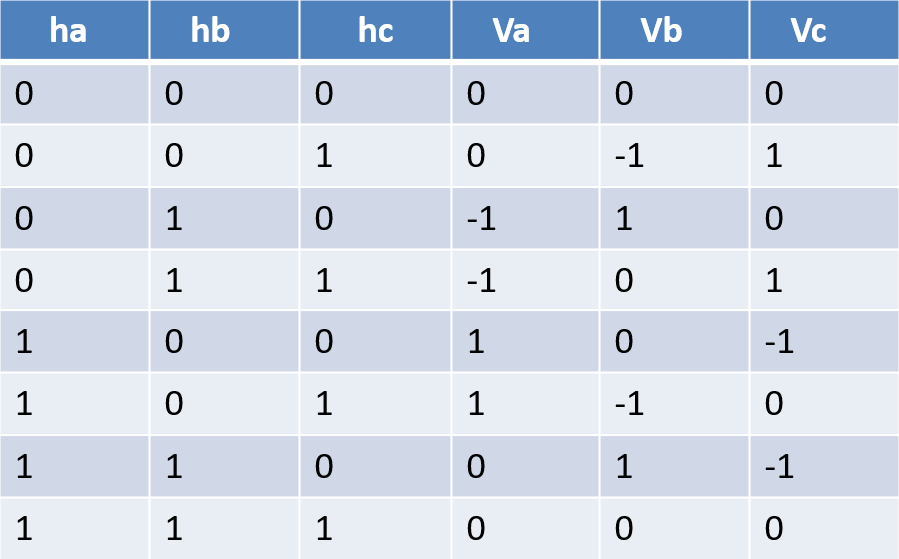 ha hb hc Va Vb Vc
0 0 0 0 0 0
0 0 1 0 -1 1
0 1 0 -1 1 0
0 1 1 -1 0 1
1 0 0 1 0 -1
1 0 1 1 -1 0
1 1 0 0 1 -1
1 1 1 0 0 0